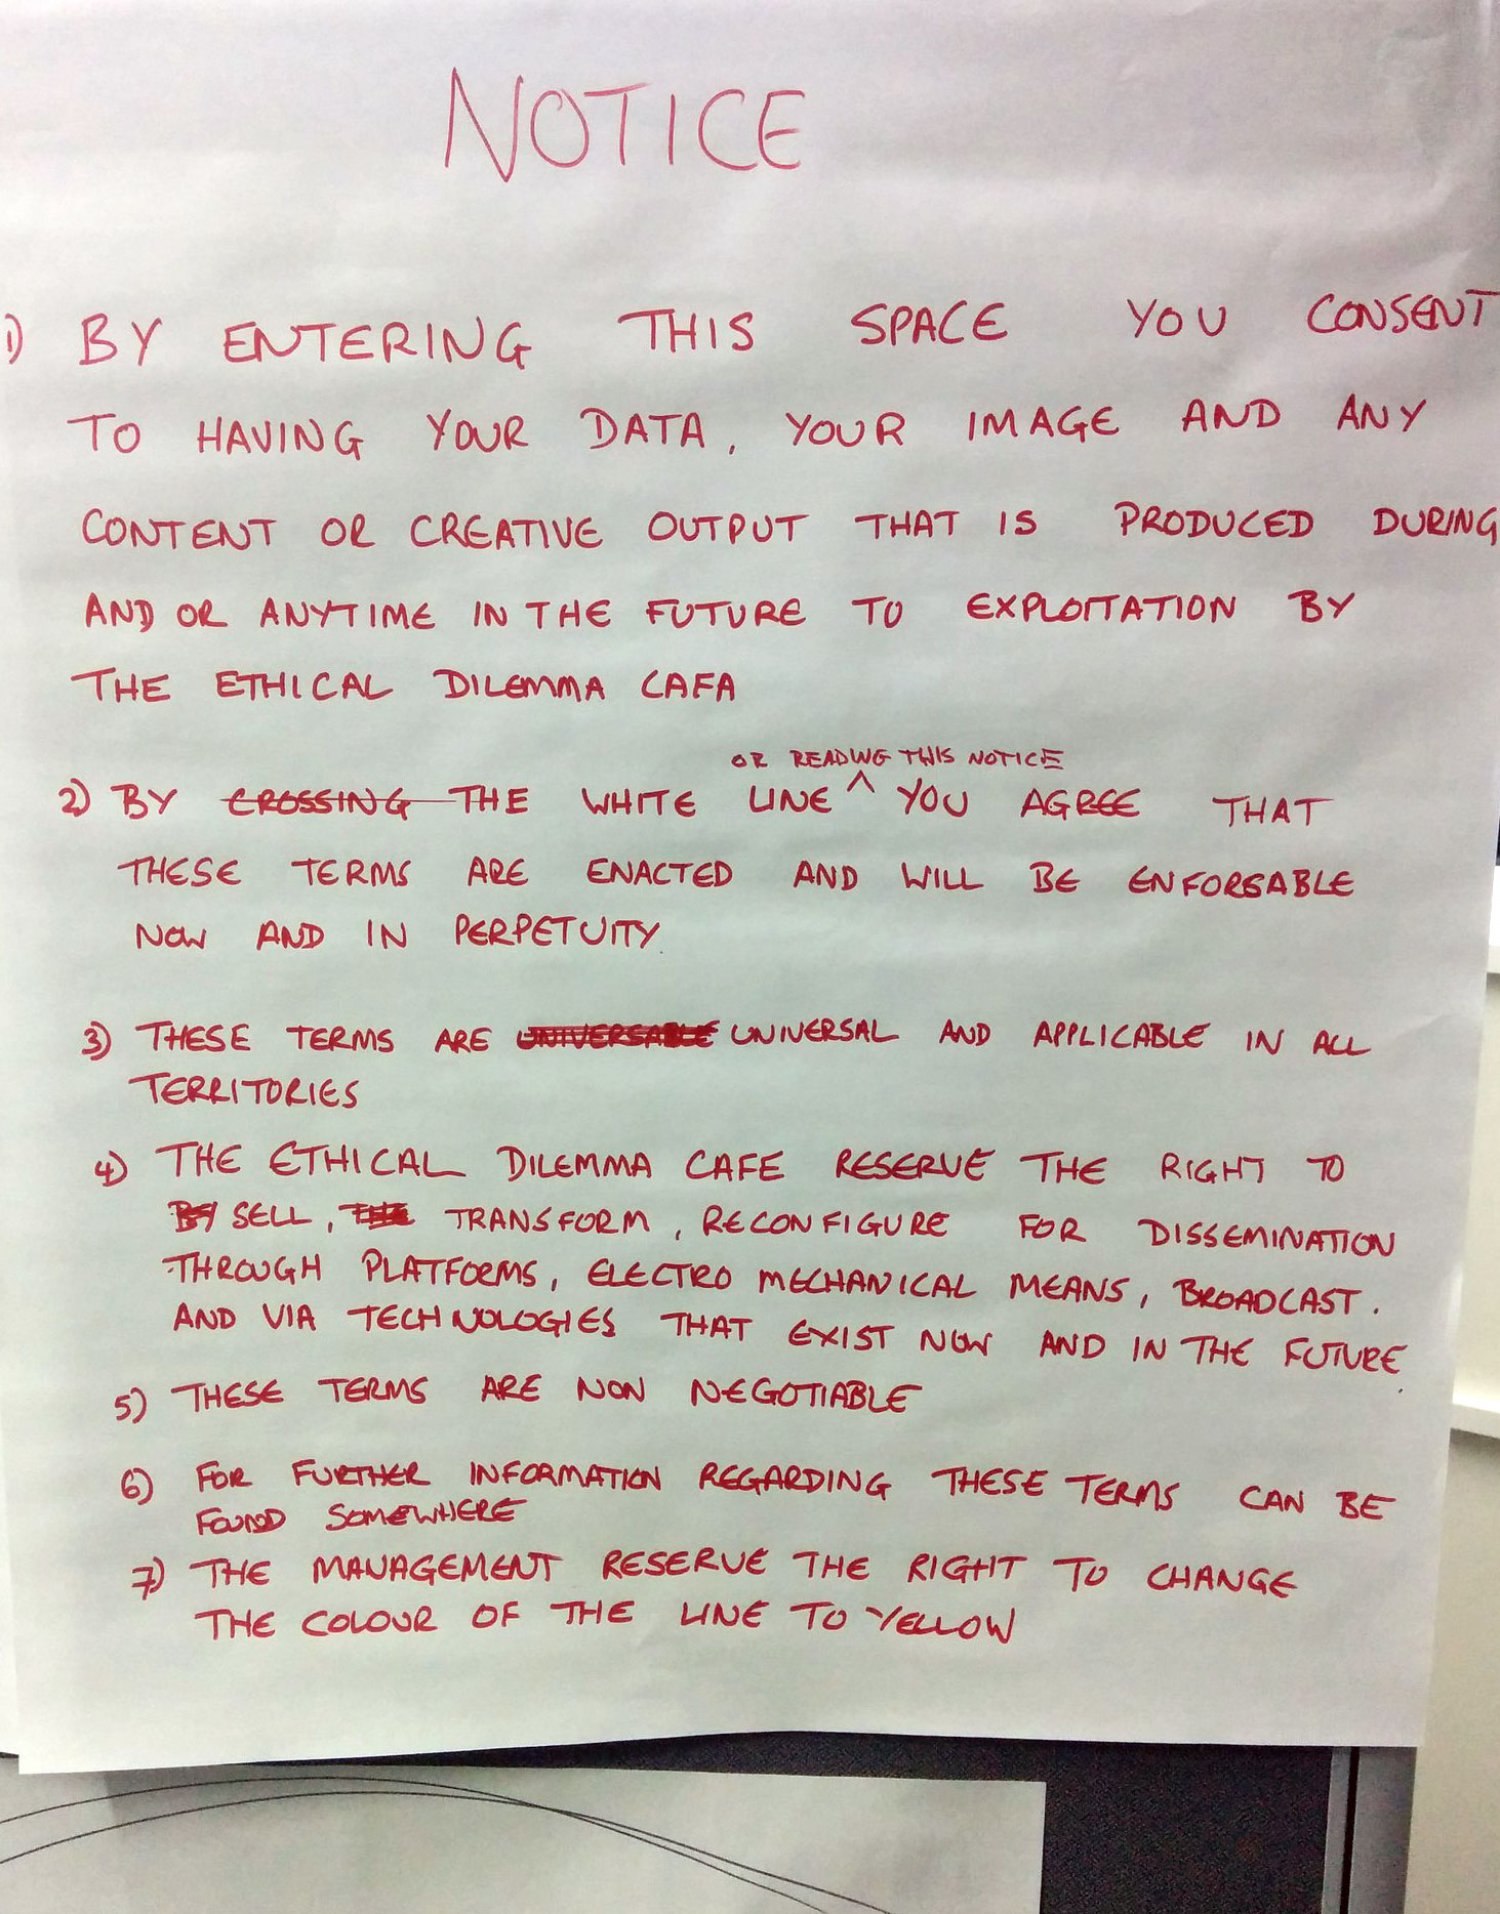 NOTICE
1) BY ENTERING THIS SPACE YOU CONSENT
TO HAVING YOUR DATA, YOUR IMAGE AND ANY
CONTENT OR CREATIVE OUTPUT THAT IS PRODUCED DURING
AND OR ANYTIME IN THE FUTURE TO EXPLOITATION BY
THE ETHICAL DILEMMA CAFA
OR READING THIS NOTICE
2) BY CROSSING THE WHITE LINE ^ YOU AGREE THAT
THESE TERMS ARE ENACTED AND WILL BE ENFORSABLE
NOW AND IN PERPETUITY.
3) THESE TERMS ARE UNIVERSABLE UNIVERSAL AND APPLICABLE IN ALL
TERRITORIES
4) THE ETHICAL DILEMMA CAFE RESERVE THE RIGHT TO
BY SELL, THE TRANSFORM, RECONFIGURE FOR DISSEMINATION
THROUGH PLATFORMS, ELECTRO MECHANICAL MEANS, BROADCAST.
AND VIA TECHNOLOGIES THAT EXIST NOW AND IN THE FUTURE.
5) THESE TERMS ARE NON NEGOTIABLE
6) FOR FURTHER INFORMATION REGARDING THESE TERMS CAN BE
FOUND SOMEWHERE
7) THE MANAGEMENT RESERVE THE RIGHT TO CHANGE
THE COLOUR OF THE LINE TO YELLOW